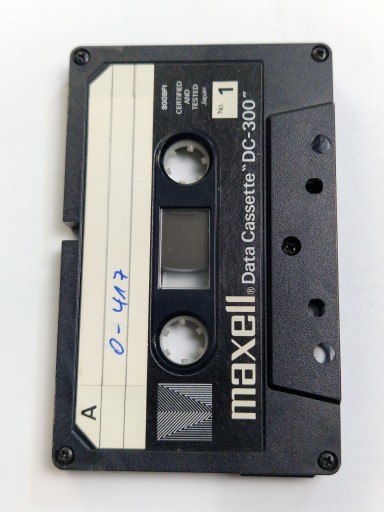 A
0-417
800BPI
CERTIFIED
AND
TESTED
Japan
No. 1
maxell® Data Cassette "DC-300"